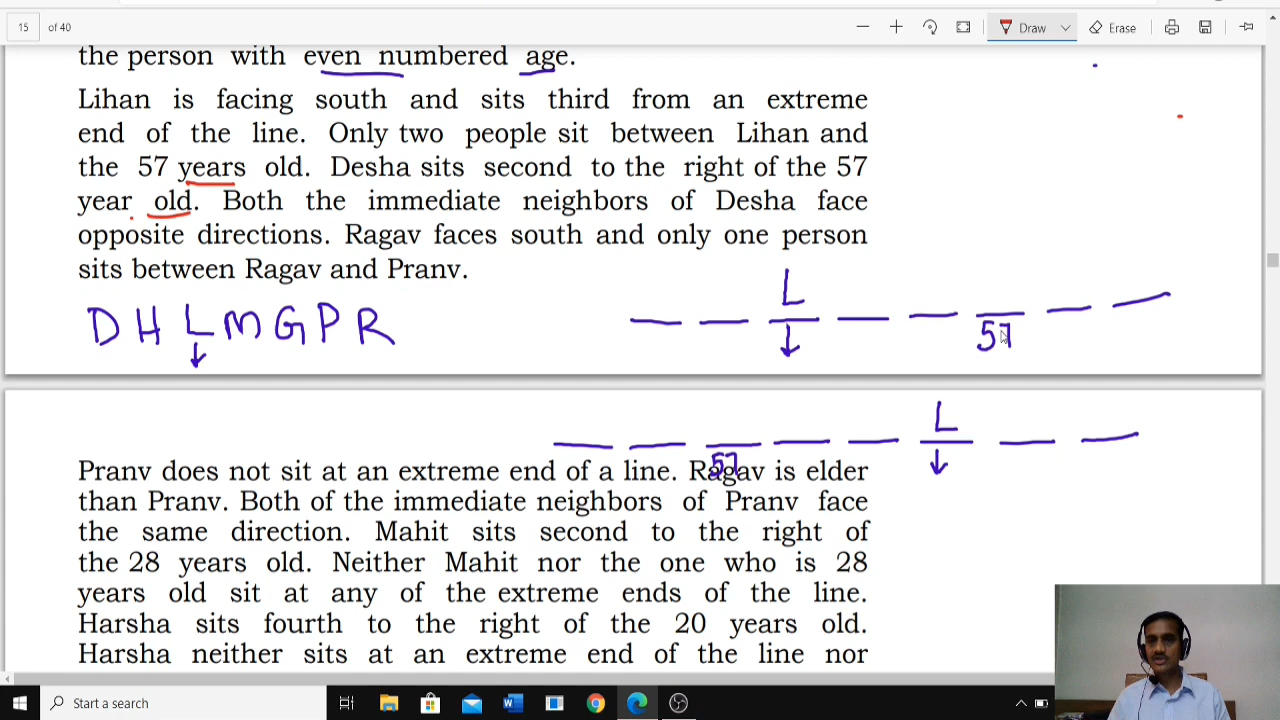 15 of 40
Draw
Erase
the person with even numbered age.
Lihan is facing south and sits third from an extreme
end of the line. Only two people sit between Lihan and
the 57 years old. Desha sits second to the right of the 57
year old. Both the immediate neighbors of Desha face
opposite directions. Ragav faces south and only one person
sits between Ragav and Pranv.
L
D H L M G P R
57
L
57
Pranv does not sit at an extreme end of a line. Ragav is elder
than Pranv. Both of the immediate neighbors of Pranv face
the same direction. Mahit sits second to the right of
the 28 years old. Neither Mahit nor the one who is 28
years old sit at any of the extreme ends of the line.
Harsha sits fourth to the right of the 20 years old.
Harsha neither sits at an extreme end of the line nor
Start a search